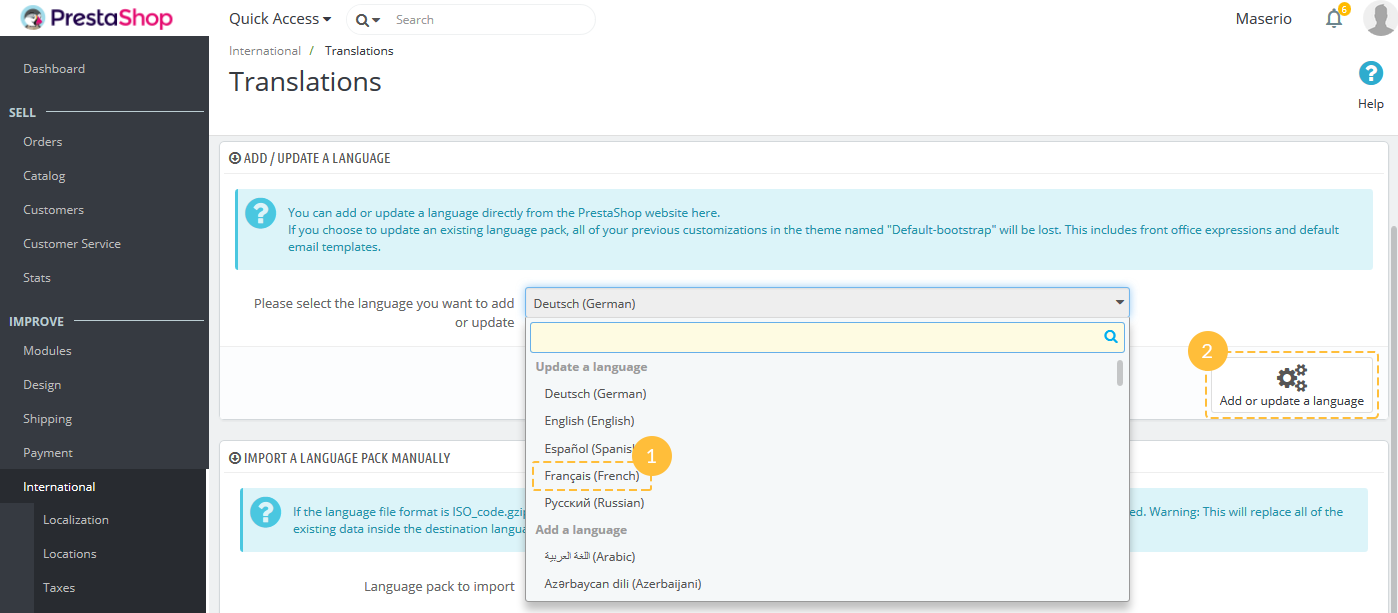 PrestaShop
Quick Access
Search
Maserio
6
Dashboard
SELL
Orders
Catalog
Customers
Customer Service
Stats
IMPROVE
Modules
Design
Shipping
Payment
International
Localization
Locations
Taxes
International / Translations
Translations
?
Help
ADD / UPDATE A LANGUAGE
?
You can add or update a language directly from the PrestaShop website here.
If you choose to update an existing language pack, all of your previous customizations in the theme named "Default-bootstrap" will be lost. This includes front office expressions and default
email templates.
Please select the language you want to add
or update
Deutsch (German)
Update a language
Deutsch (German)
English (English)
Español (Spanis
1
Français (French)
Русский (Russian)
Add a language
اللغة العربية (Arabic)
Azərbaycan dili (Azerbaijani)
2
Add or update a language
IMPORT A LANGUAGE PACK MANUALLY
?
If the language file format is ISO_code.gzip
ed. Warning: This will replace all of the
existing data inside the destination langua
Language pack to import